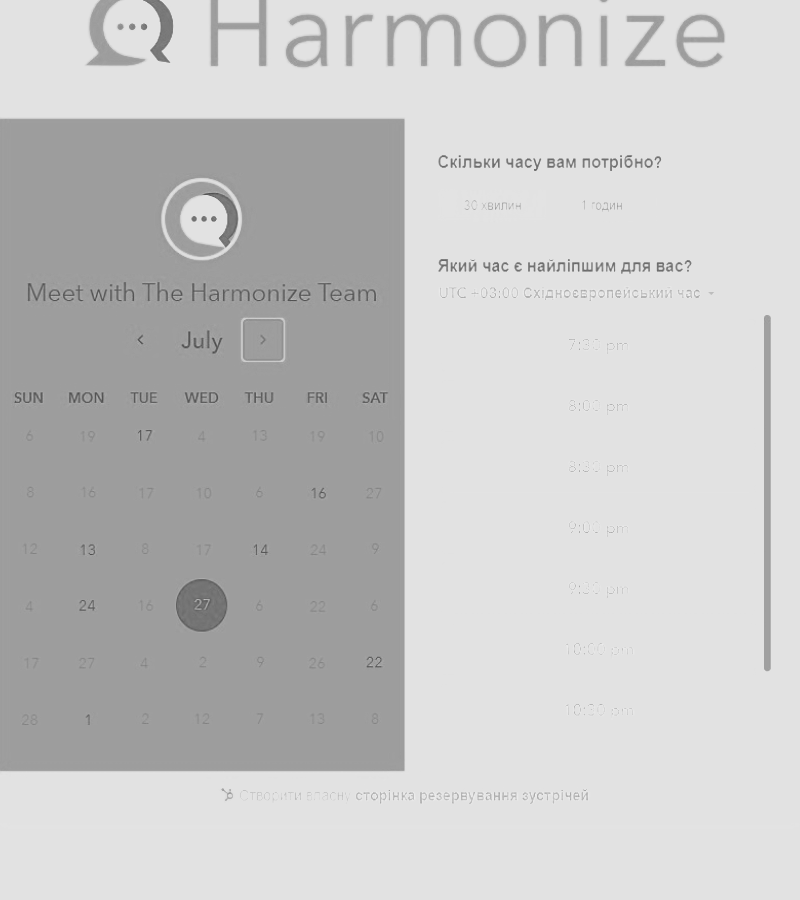 Harmonize
Meet with The Harmonize Team
July
SUN MON TUE WED THU FRI SAT
6 19 17 4 13 19 10
8 16 17 10 6 16 27
12 13 8 17 14 24 9
4 24 16 27 6 22 6
17 27 4 2 9 26 22
28 1 2 12 7 13 8
Скільки часу вам потрібно?
30 хвилин 1 годин
Який час є найліпшим для вас?
UTC +03:00 Східноєвропейський час
7:30 pm
8:00 pm
8:30 pm
9:00 pm
9:30 pm
10:00 pm
10:30 pm
Створити власну сторінка резервування зустрічей